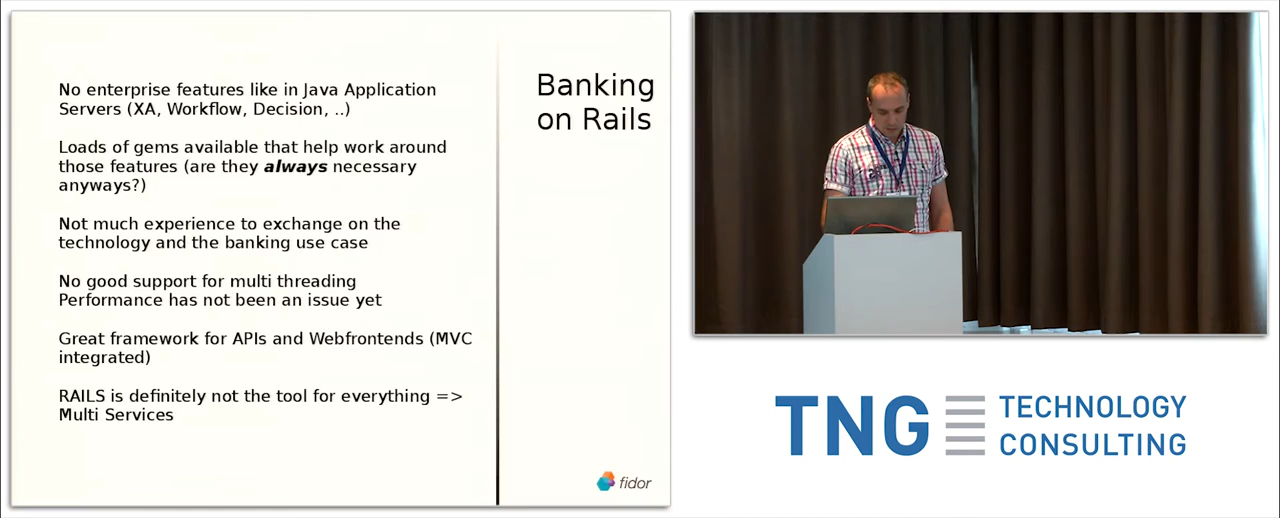 No enterprise features like in Java Application
Servers (XA, Workflow, Decision, ..)
Loads of gems available that help work around
those features (are they always necessary
anyways?)
Not much experience to exchange on the
technology and the banking use case
No good support for multi threading
Performance has not been an issue yet
Great framework for APIs and Webfrontends (MVC
integrated)
RAILS is definitely not the tool for everything =>
Multi Services
Banking
on Rails
fidor
TNG
TECHNOLOGY
CONSULTING